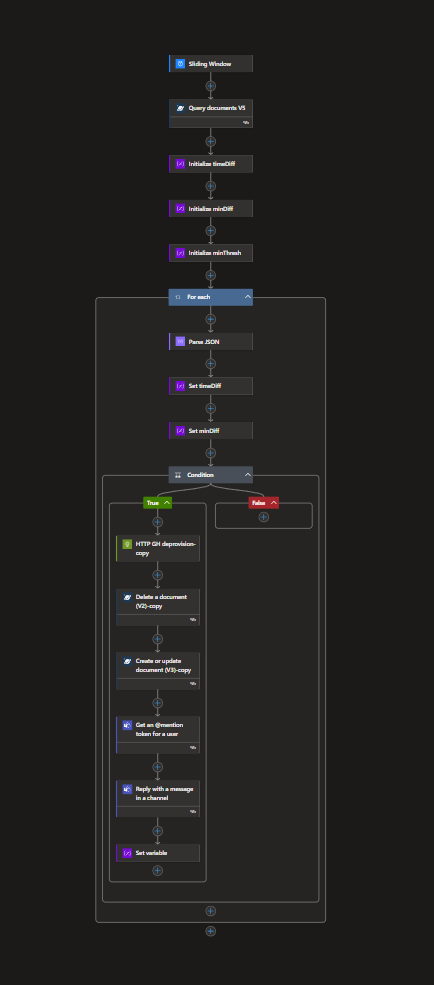 Sliding Window
Query documents V5
Initialize timeDiff
Initialize minDiff
Initialize minThresh
For each
Parse JSON
Set timeDiff
Set minDiff
Condition
True
False
HTTP GH deprovision-
copy
Delete a document
(V2)-copy
Create or update
document (V3)-copy
Get an @mention
token for a user
Reply with a message
in a channel
Set variable